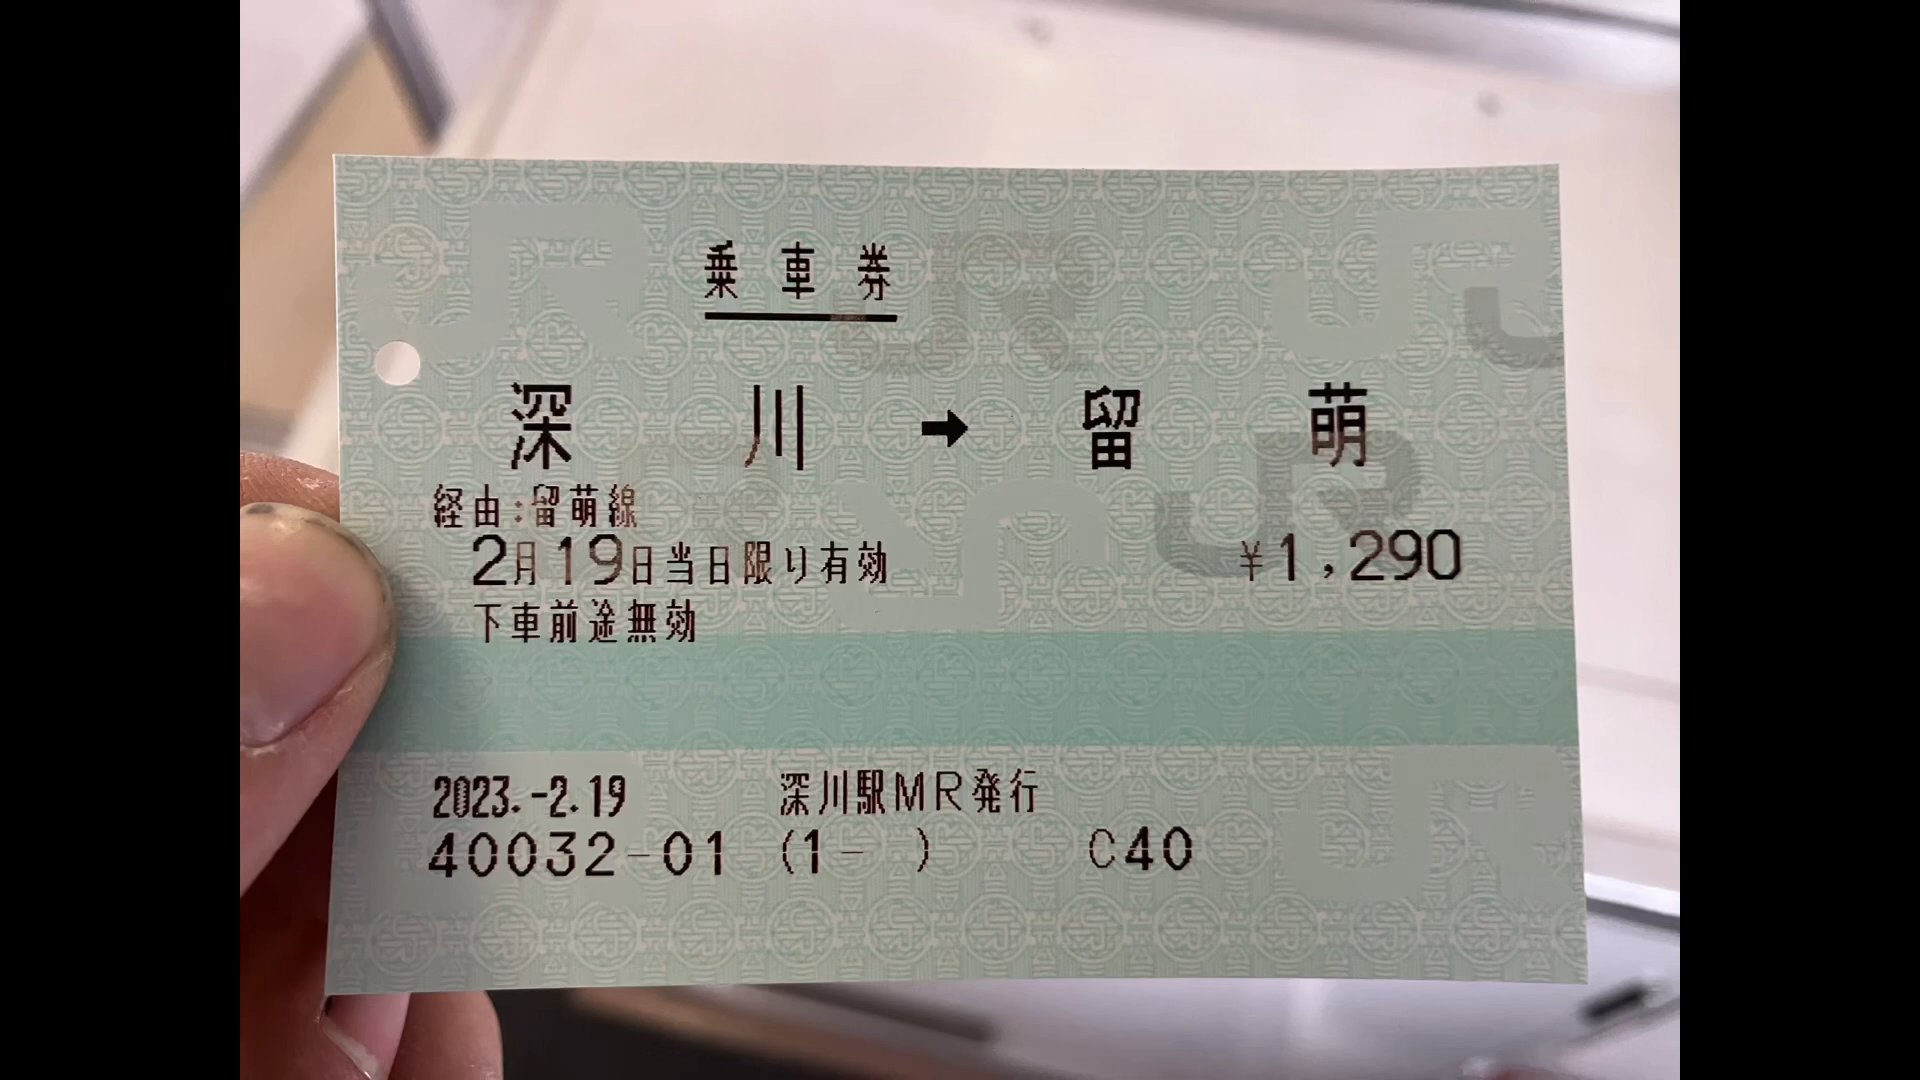 乗車券
深川→留萌
経由:留萌線
2月19日当日限り有効 ¥1,290
下車前途無効
2023.-2.19 深川駅MR発行
40032-01 (1- ) C40